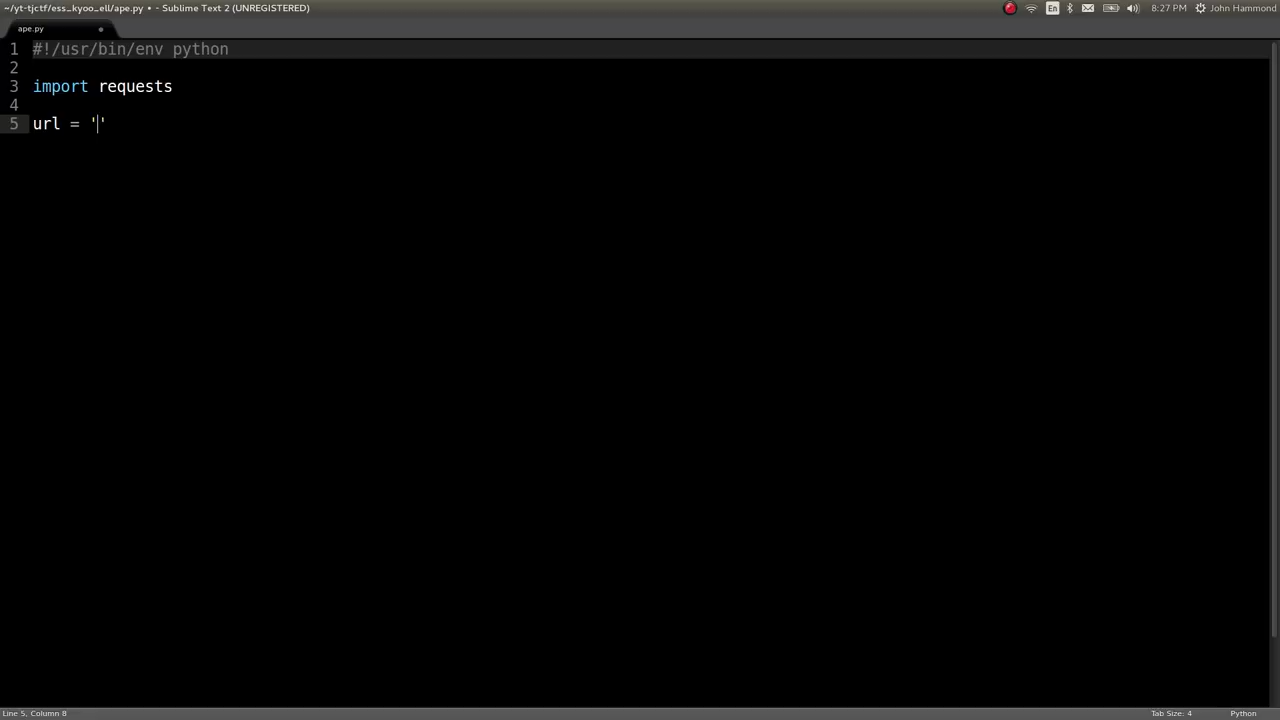 ~/yt-tjctf/ess_kyoo_ell/ape.py • - Sublime Text 2 (UNREGISTERED)
En
8:27 PM
John Hammond
ape.py
1 #!/usr/bin/env python
2
3 import requests
4
5 url = ''
Line 5, Column 8
Tab Size: 4
Python